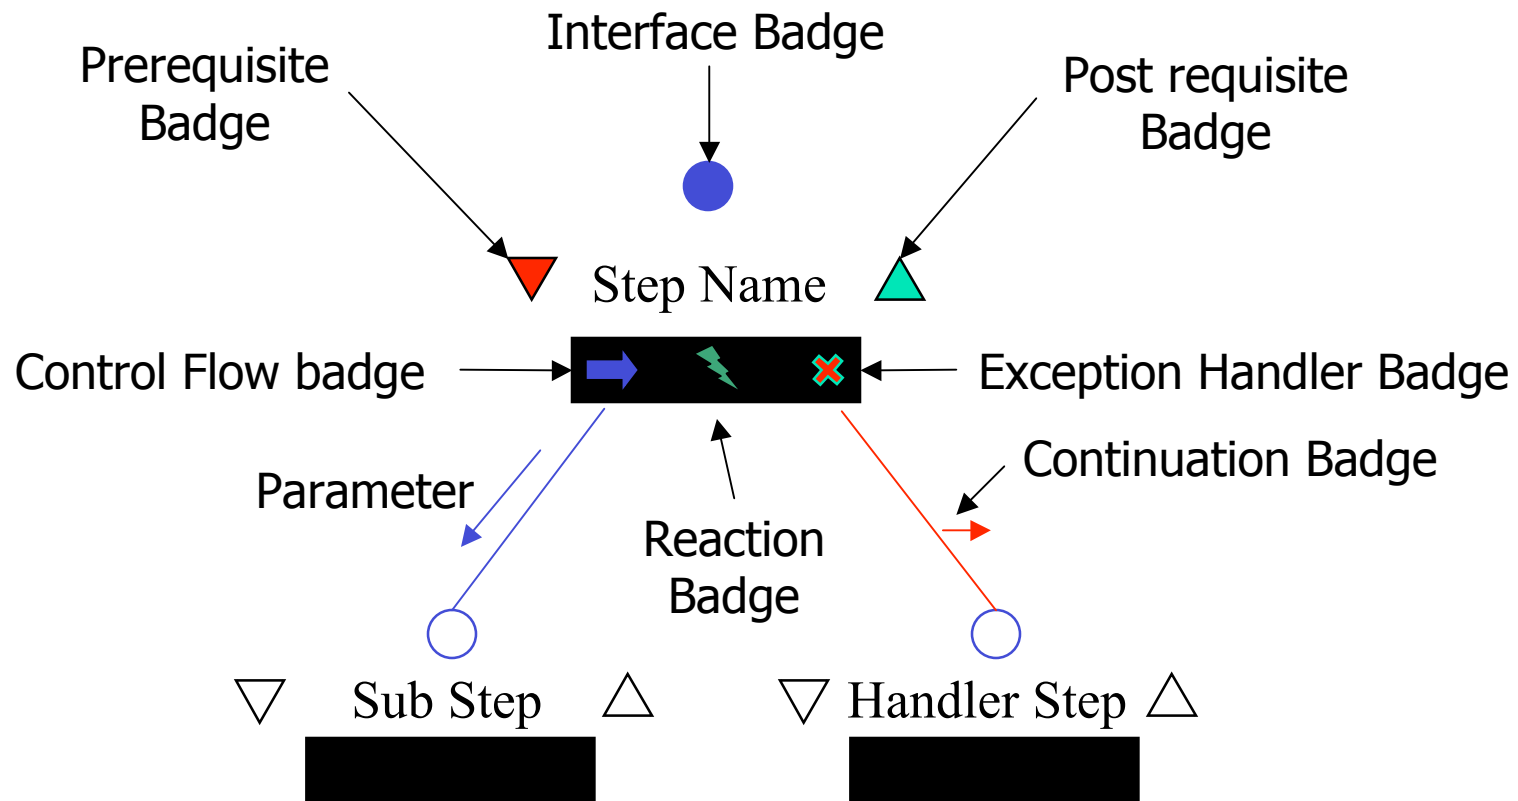 Interface Badge
Prerequisite
Badge
Post requisite
Badge
Step Name
Control Flow badge
Exception Handler Badge
Continuation Badge
Parameter
Reaction
Badge
Sub Step
Handler Step